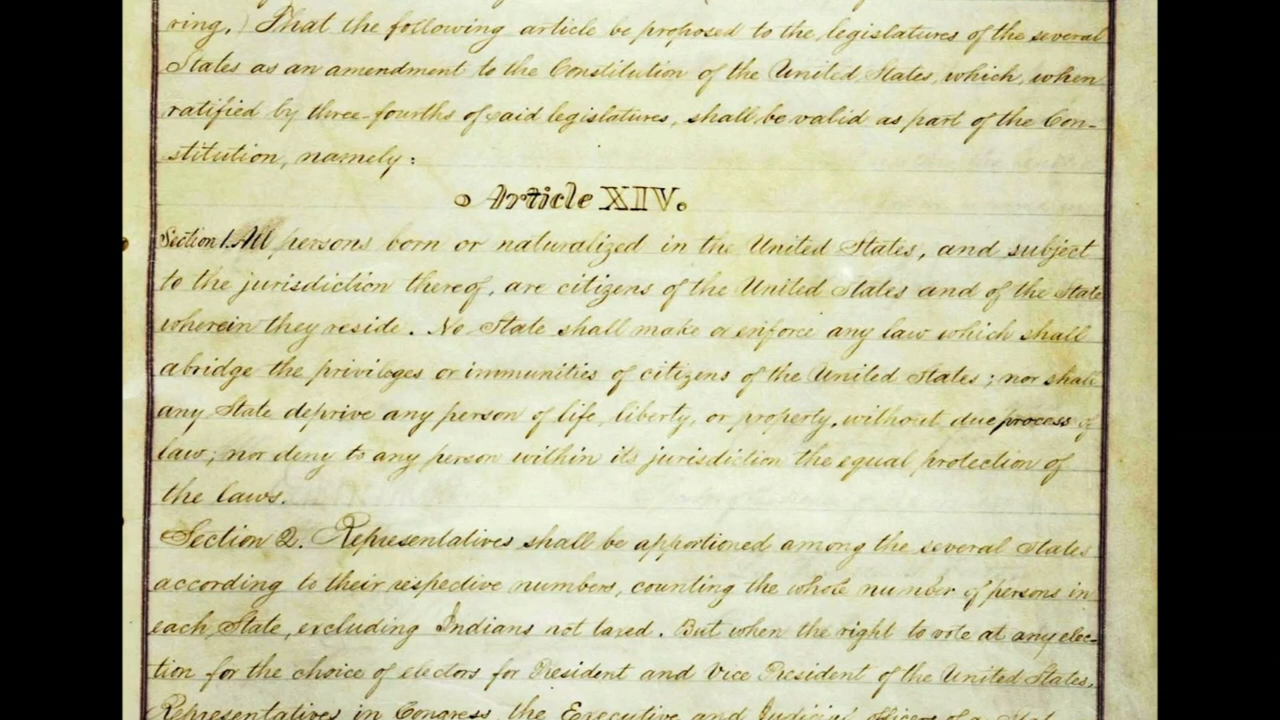 ring,) That the following article be proposed to the legislatures of the several
States as an amendment to the Constitution of the United States, which, when
ratified by three-fourths of said legislatures, shall be valid as part of the Con-
stitution, namely:
Article XIV.
Section 1. All persons born or naturalized in the United States, and subject
to the jurisdiction thereof, are citizens of the United States and of the State
wherein they reside. No State shall make or enforce any law which shall
abridge the privileges or immunities of citizens of the United States; nor shall
any State deprive any person of life, liberty, or property, without due process of
law; nor deny to any person within its jurisdiction the equal protection of
the laws.
Section 2. Representatives shall be apportioned among the several States
according to their respective numbers, counting the whole number of persons in
each State, excluding Indians not taxed. But when the right to vote at any elec-
tion for the choice of electors for President and Vice President of the United States,
Representatives in Congress, the Executive and Judicial officers of a